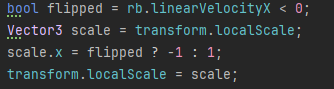 bool flipped = rb.linearVelocityX < 0;
Vector3 scale = transform.localScale;
scale.x = flipped ? -1 : 1;
transform.localScale = scale;